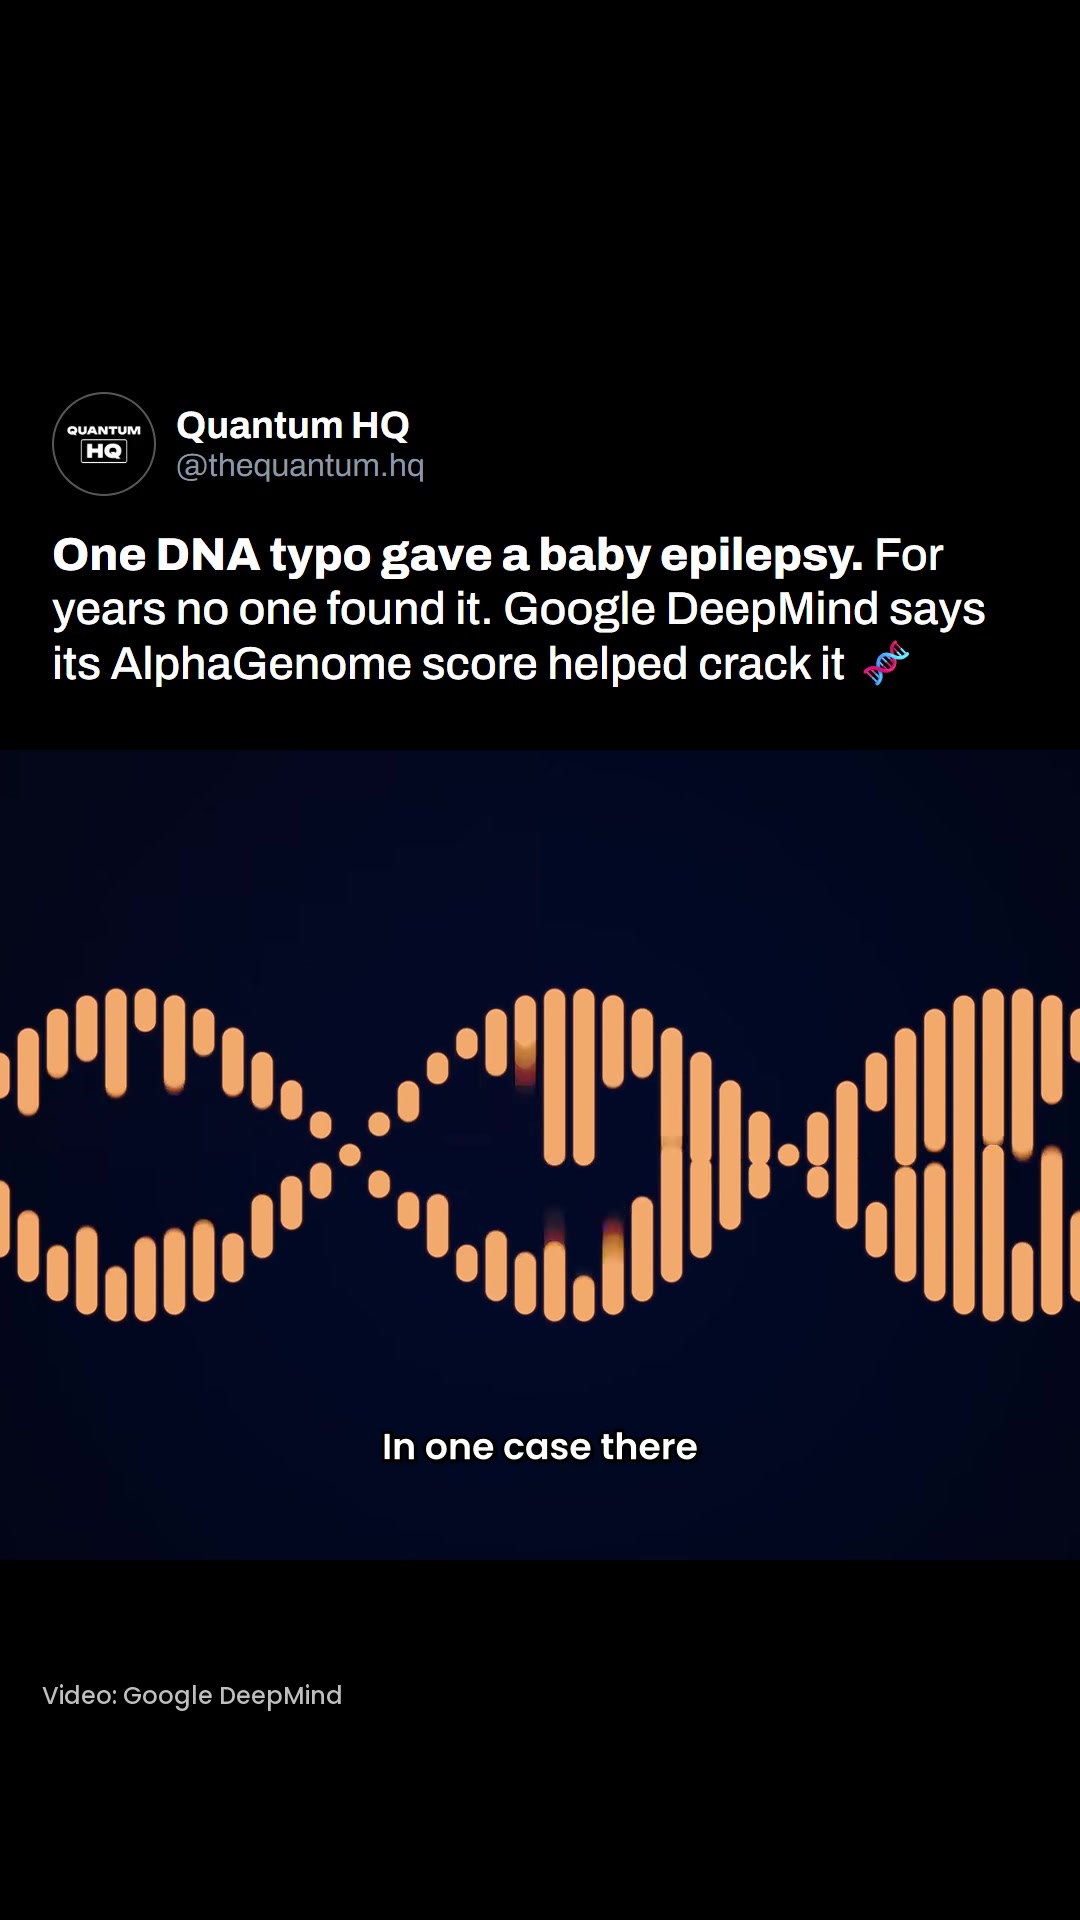 QUANTUM
HQ
Quantum HQ
@thequantum.hq
One DNA typo gave a baby epilepsy. For
years no one found it. Google DeepMind says
its AlphaGenome score helped crack it 🧬
In one case there
Video: Google DeepMind